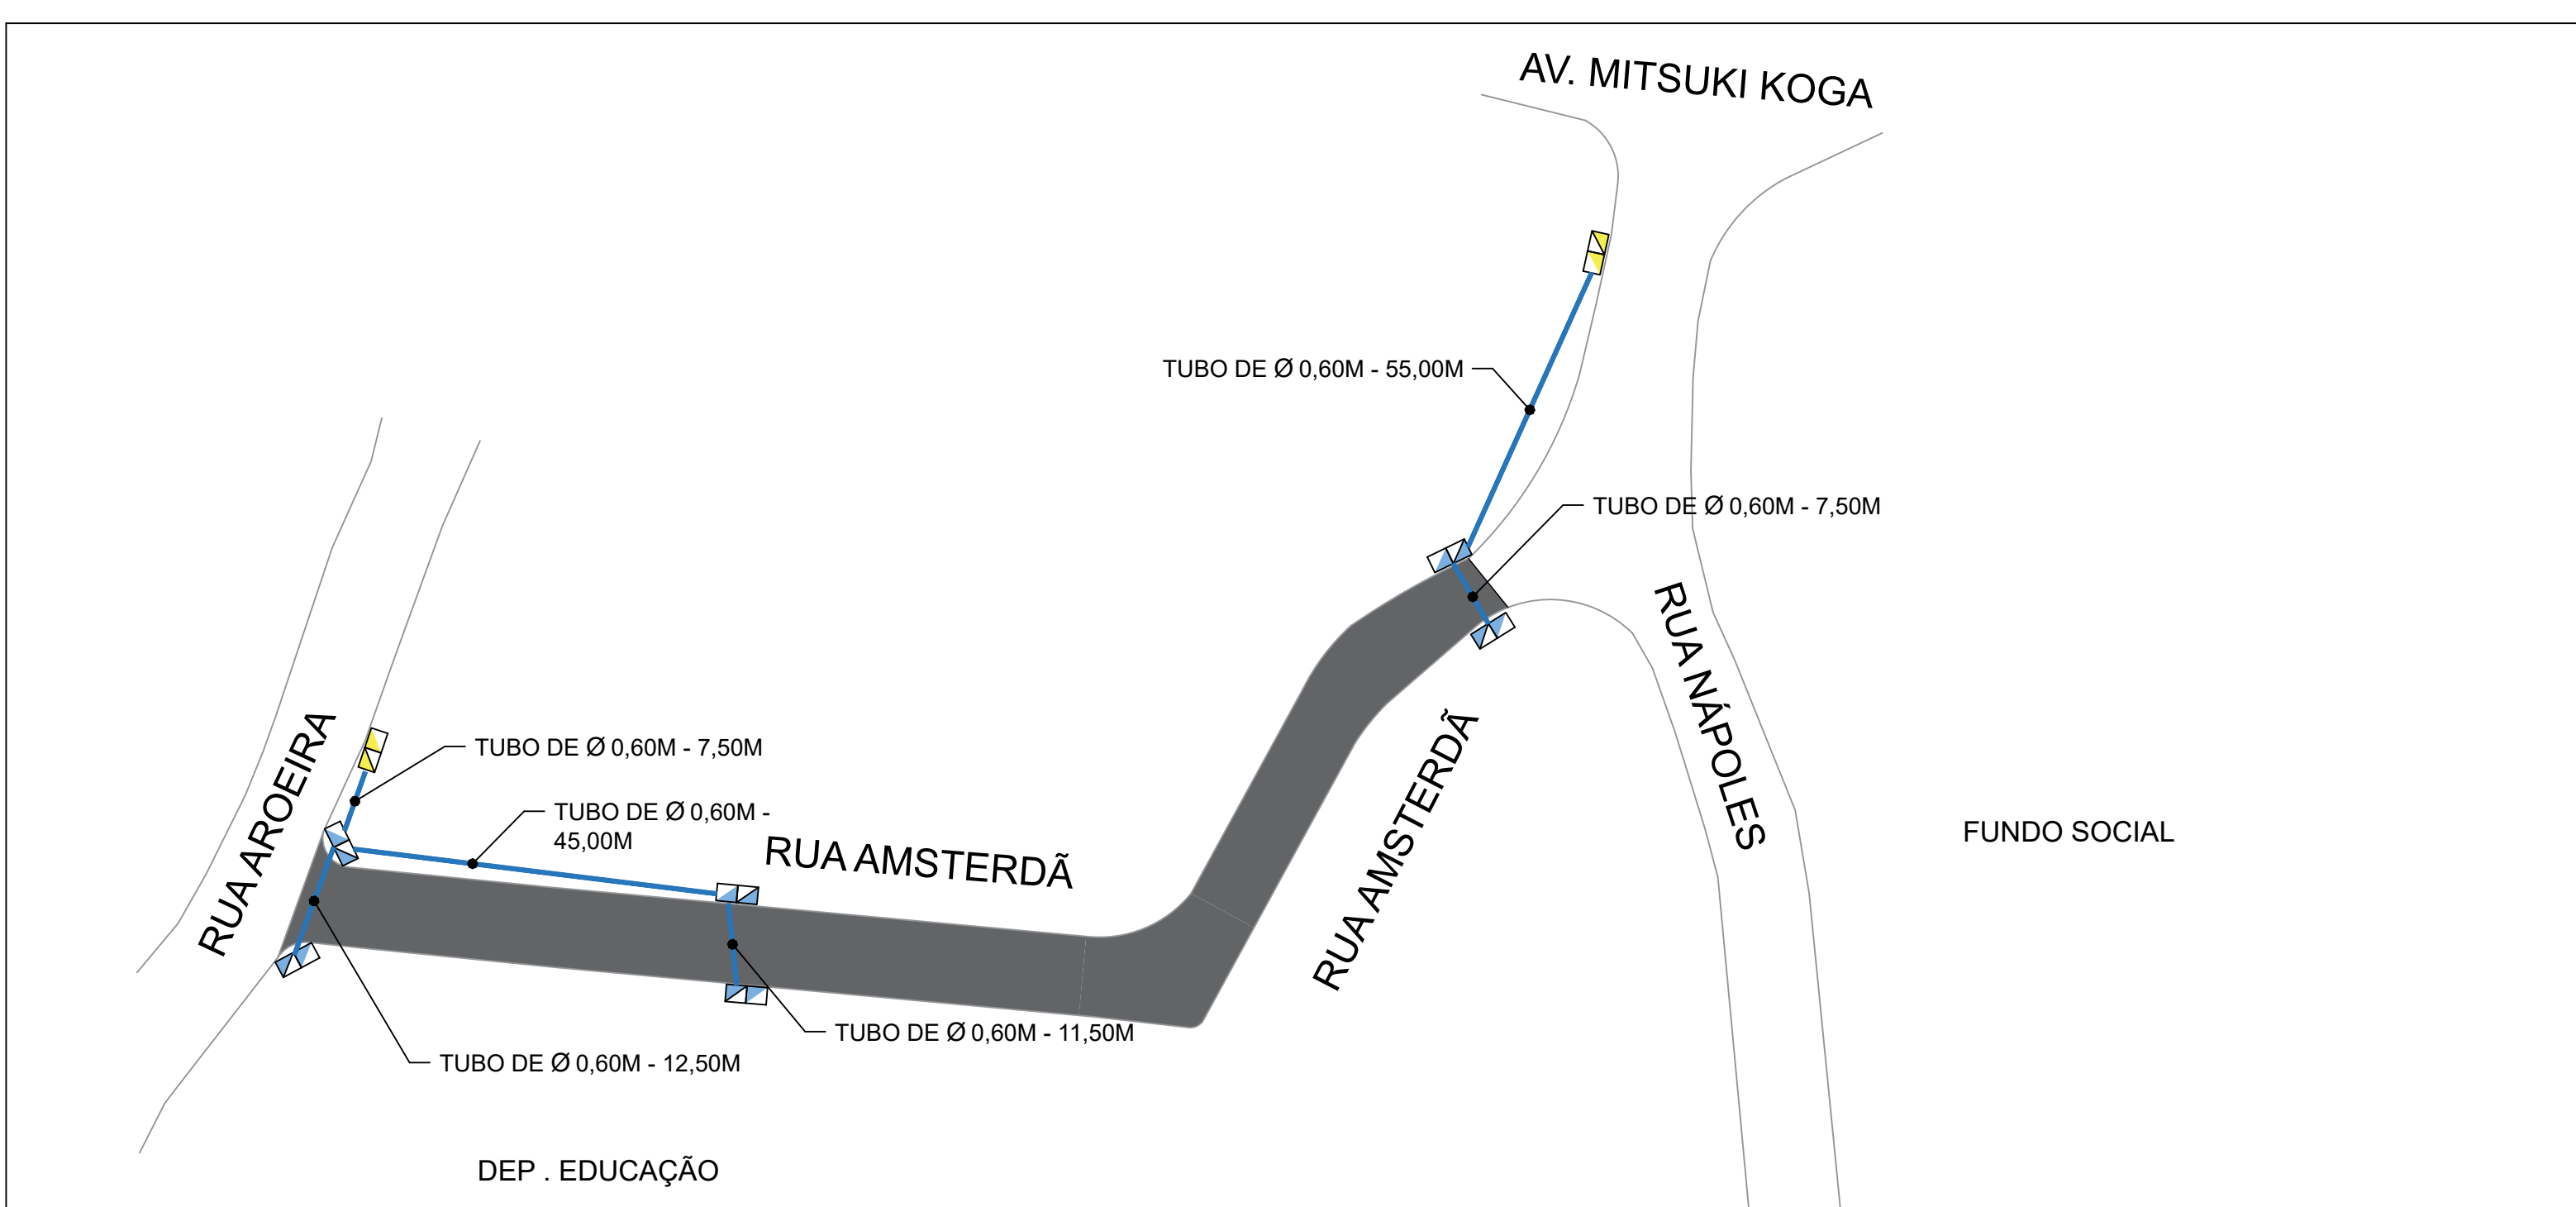 AV. MITSUKI KOGA
TUBO DE Ø 0,60M - 55,00M
TUBO DE Ø 0,60M - 7,50M
RUA NÁPOLES
RUA AROEIRA
TUBO DE Ø 0,60M - 7,50M
TUBO DE Ø 0,60M -
45,00M
RUA AMSTERDÃ
RUA AMSTERDÃ
FUNDO SOCIAL
TUBO DE Ø 0,60M - 11,50M
TUBO DE Ø 0,60M - 12,50M
DEP . EDUCAÇÃO